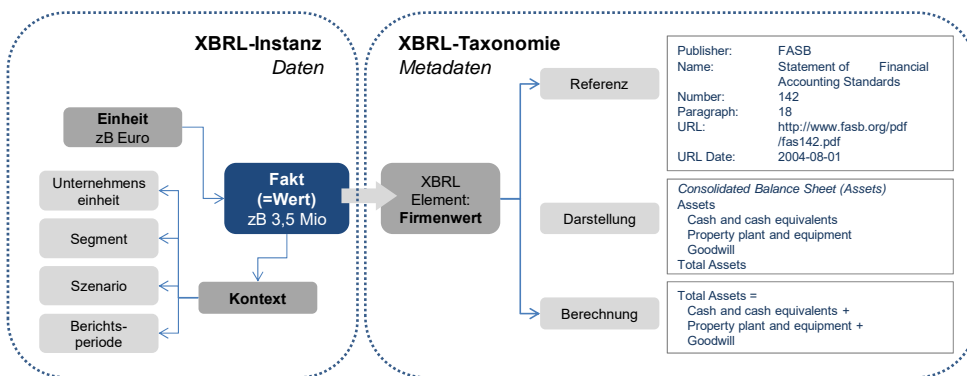 XBRL-Instanz
Daten
Einheit
zB Euro
Fakt
(=Wert)
zB 3,5 Mio
Unternehmens
einheit
Segment
Szenario
Berichts-
periode
Kontext
XBRL-Taxonomie
Metadaten
XBRL
Element:
Firmenwert
Referenz
Publisher: FASB
Name: Statement of Financial
Accounting Standards
Number: 142
Paragraph: 18
URL: http://www.fasb.org/pdf
/fas142.pdf
URL Date: 2004-08-01
Darstellung
Consolidated Balance Sheet (Assets)
Assets
Cash and cash equivalents
Property plant and equipment
Goodwill
Total Assets
Berechnung
Total Assets =
Cash and cash equivalents +
Property plant and equipment +
Goodwill